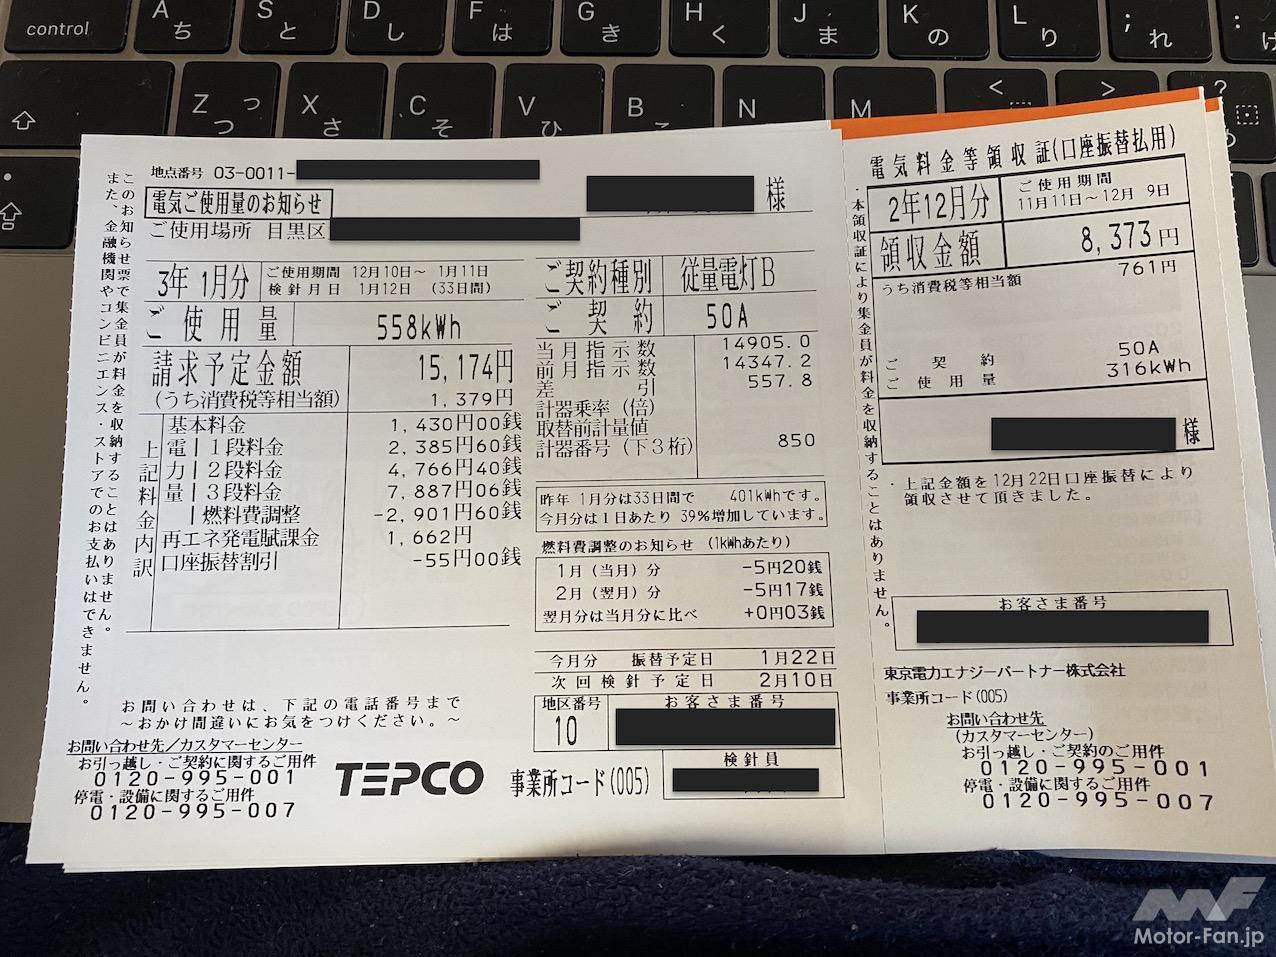 control
A ち
S と
D し
F は
G き
H く
J ま
K の
L り
; れ
: け
Z つ っ
X さ
C そ
V ひ
B こ
N
M
<
>
?
地点番号 03-0011-
電気ご使用量のお知らせ
様
ご使用場所 目黒区
3年 1月分
ご使用期間 12月10日～ 1月11日
検針月日 1月12日 (33日間)
ご使用量 558kWh
請求予定金額 15,174円
(うち消費税等相当額) 1,379円
上記料金内訳
基本料金 1,430円00銭
電力量
1段料金 2,385円60銭
2段料金 4,766円40銭
3段料金 7,887円06銭
燃料費調整 -2,901円60銭
再エネ発電賦課金 1,662円
口座振替割引 -55円00銭
このお知らせ票で集金員が料金を収納することはありません。
また、金融機関やコンビニエンス・ストアでのお支払いはできません。
お問い合わせは、下記の電話番号まで
～おかけ間違いにお気をつけください。～
お問い合わせ先／カスタマーセンター
お引っ越し・ご契約に関するご用件
0120-995-001
停電・設備に関するご用件
0120-995-007
TEPCO
事業所コード(005)
ご契約種別 従量電灯B
ご契約 50A
当月指示数 14905.0
前月指示数 14347.2
差引 557.8
計器乗率(倍)
取替前計量値
計器番号(下3桁) 850
昨年 1月分は33日間で 401kWhです。
今月分は1日あたり 39%増加しています。
燃料費調整のお知らせ (1kWhあたり)
1月(当月)分 -5円20銭
2月(翌月)分 -5円17銭
翌月分は当月分に比べ +0円03銭
今月分 振替予定日 1月22日
次回検針予定日 2月10日
地区番号
10
お客さま番号
検針員
電気料金等領収証(口座振替払用)
2年12月分
ご使用期間
11月11日～12月 9日
領収金額 8,373円
うち消費税等相当額 761円
ご契約 50A
ご使用量 316kWh
様
・上記金額を12月22日口座振替により
領収させて頂きました。
・本領収証により集金員が料金を収納することはありません。
お客さま番号
東京電力エナジーパートナー株式会社
事業所コード(005)
お問い合わせ先
(カスタマーセンター)
お引っ越し・ご契約のご用件
0120-995-001
停電・設備に関するご用件
0120-995-007
Motor-Fan.jp